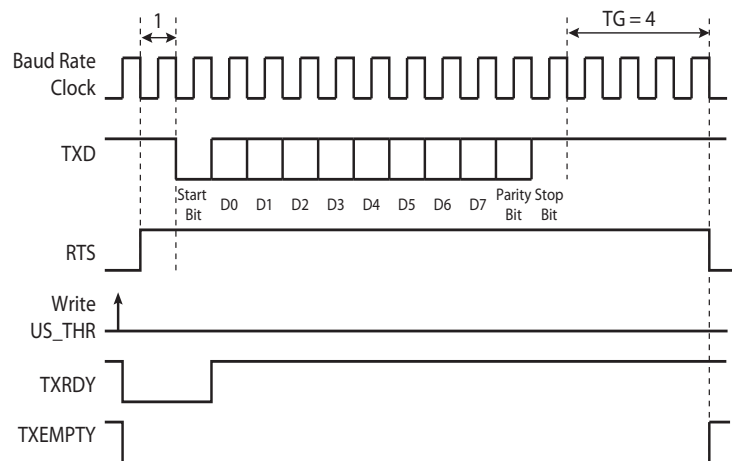 1
TG = 4
Baud Rate
Clock
TXD
Start
Bit
D0 D1 D2 D3 D4 D5 D6 D7
Parity
Bit
Stop
Bit
RTS
Write
US_THR
TXRDY
TXEMPTY